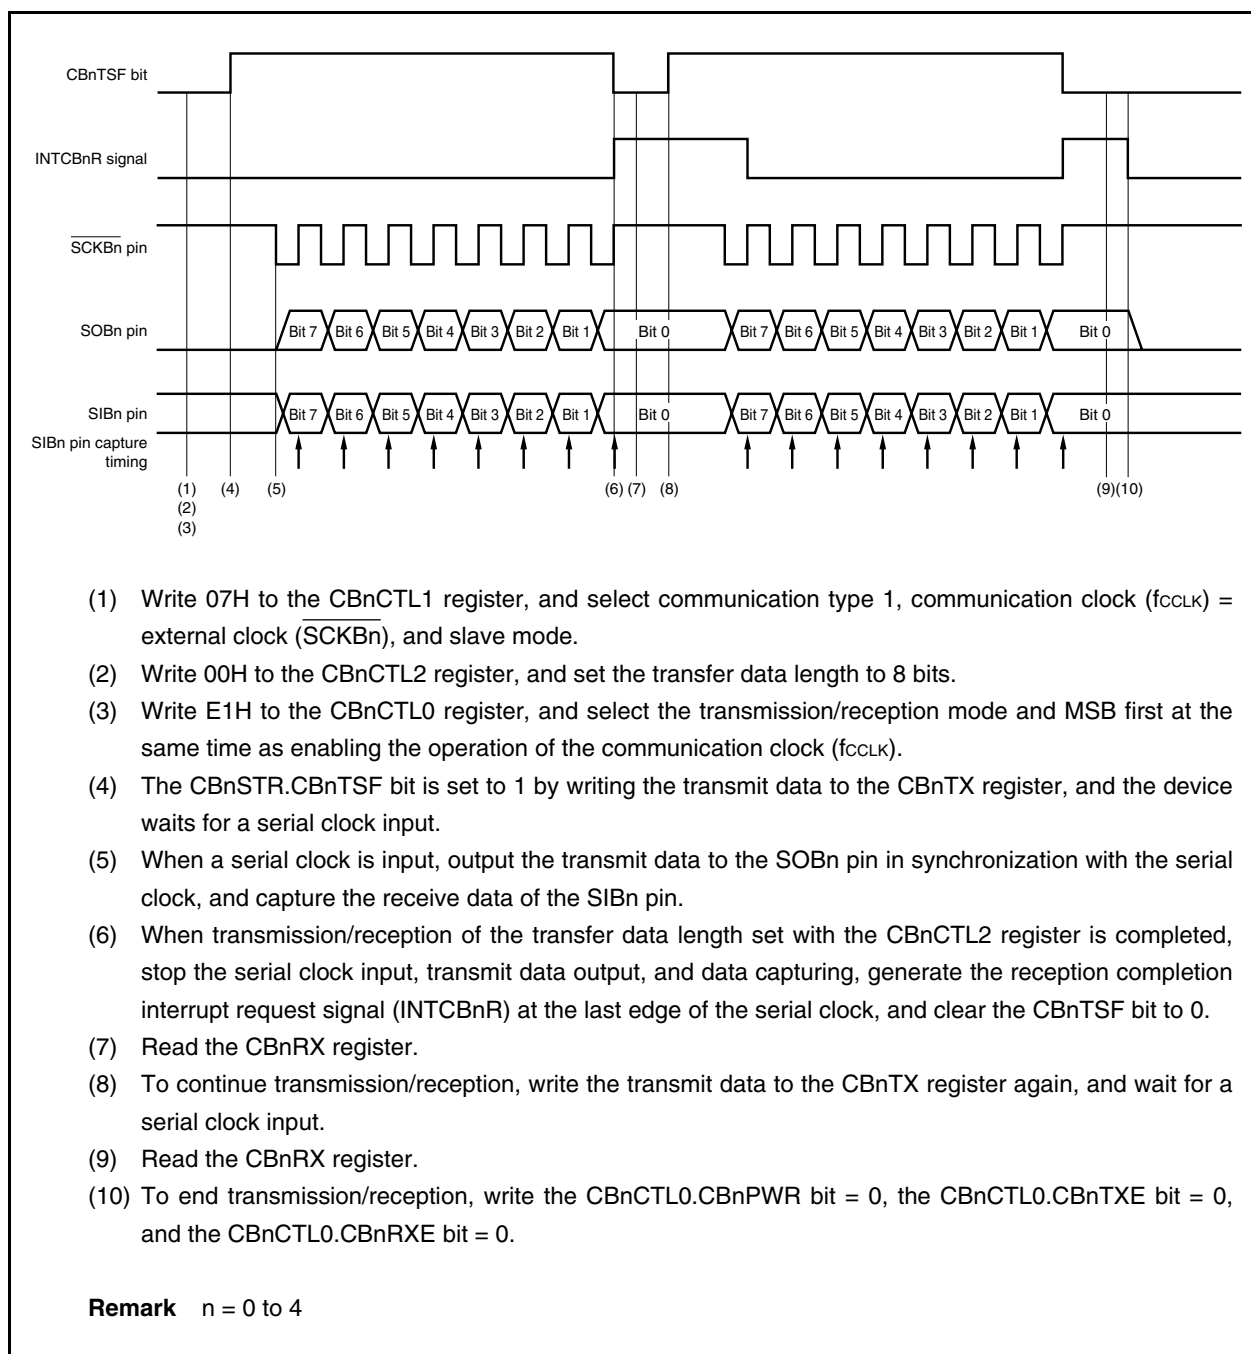 CBnTSF bit
INTCBnR signal
SCKBn pin
SOBn pin
Bit 7 Bit 6 Bit 5 Bit 4 Bit 3 Bit 2 Bit 1 Bit 0 Bit 7 Bit 6 Bit 5 Bit 4 Bit 3 Bit 2 Bit 1 Bit 0
SIBn pin
Bit 7 Bit 6 Bit 5 Bit 4 Bit 3 Bit 2 Bit 1 Bit 0 Bit 7 Bit 6 Bit 5 Bit 4 Bit 3 Bit 2 Bit 1 Bit 0
SIBn pin capture
timing
(1) (4) (5) (6) (7) (8) (9) (10)
(2)
(3)
(1) Write 07H to the CBnCTL1 register, and select communication type 1, communication clock (fCCLK) =
external clock (SCKBn), and slave mode.
(2) Write 00H to the CBnCTL2 register, and set the transfer data length to 8 bits.
(3) Write E1H to the CBnCTL0 register, and select the transmission/reception mode and MSB first at the
same time as enabling the operation of the communication clock (fCCLK).
(4) The CBnSTR.CBnTSF bit is set to 1 by writing the transmit data to the CBnTX register, and the device
waits for a serial clock input.
(5) When a serial clock is input, output the transmit data to the SOBn pin in synchronization with the serial
clock, and capture the receive data of the SIBn pin.
(6) When transmission/reception of the transfer data length set with the CBnCTL2 register is completed,
stop the serial clock input, transmit data output, and data capturing, generate the reception completion
interrupt request signal (INTCBnR) at the last edge of the serial clock, and clear the CBnTSF bit to 0.
(7) Read the CBnRX register.
(8) To continue transmission/reception, write the transmit data to the CBnTX register again, and wait for a
serial clock input.
(9) Read the CBnRX register.
(10) To end transmission/reception, write the CBnCTL0.CBnPWR bit = 0, the CBnCTL0.CBnTXE bit = 0,
and the CBnCTL0.CBnRXE bit = 0.
Remark n = 0 to 4